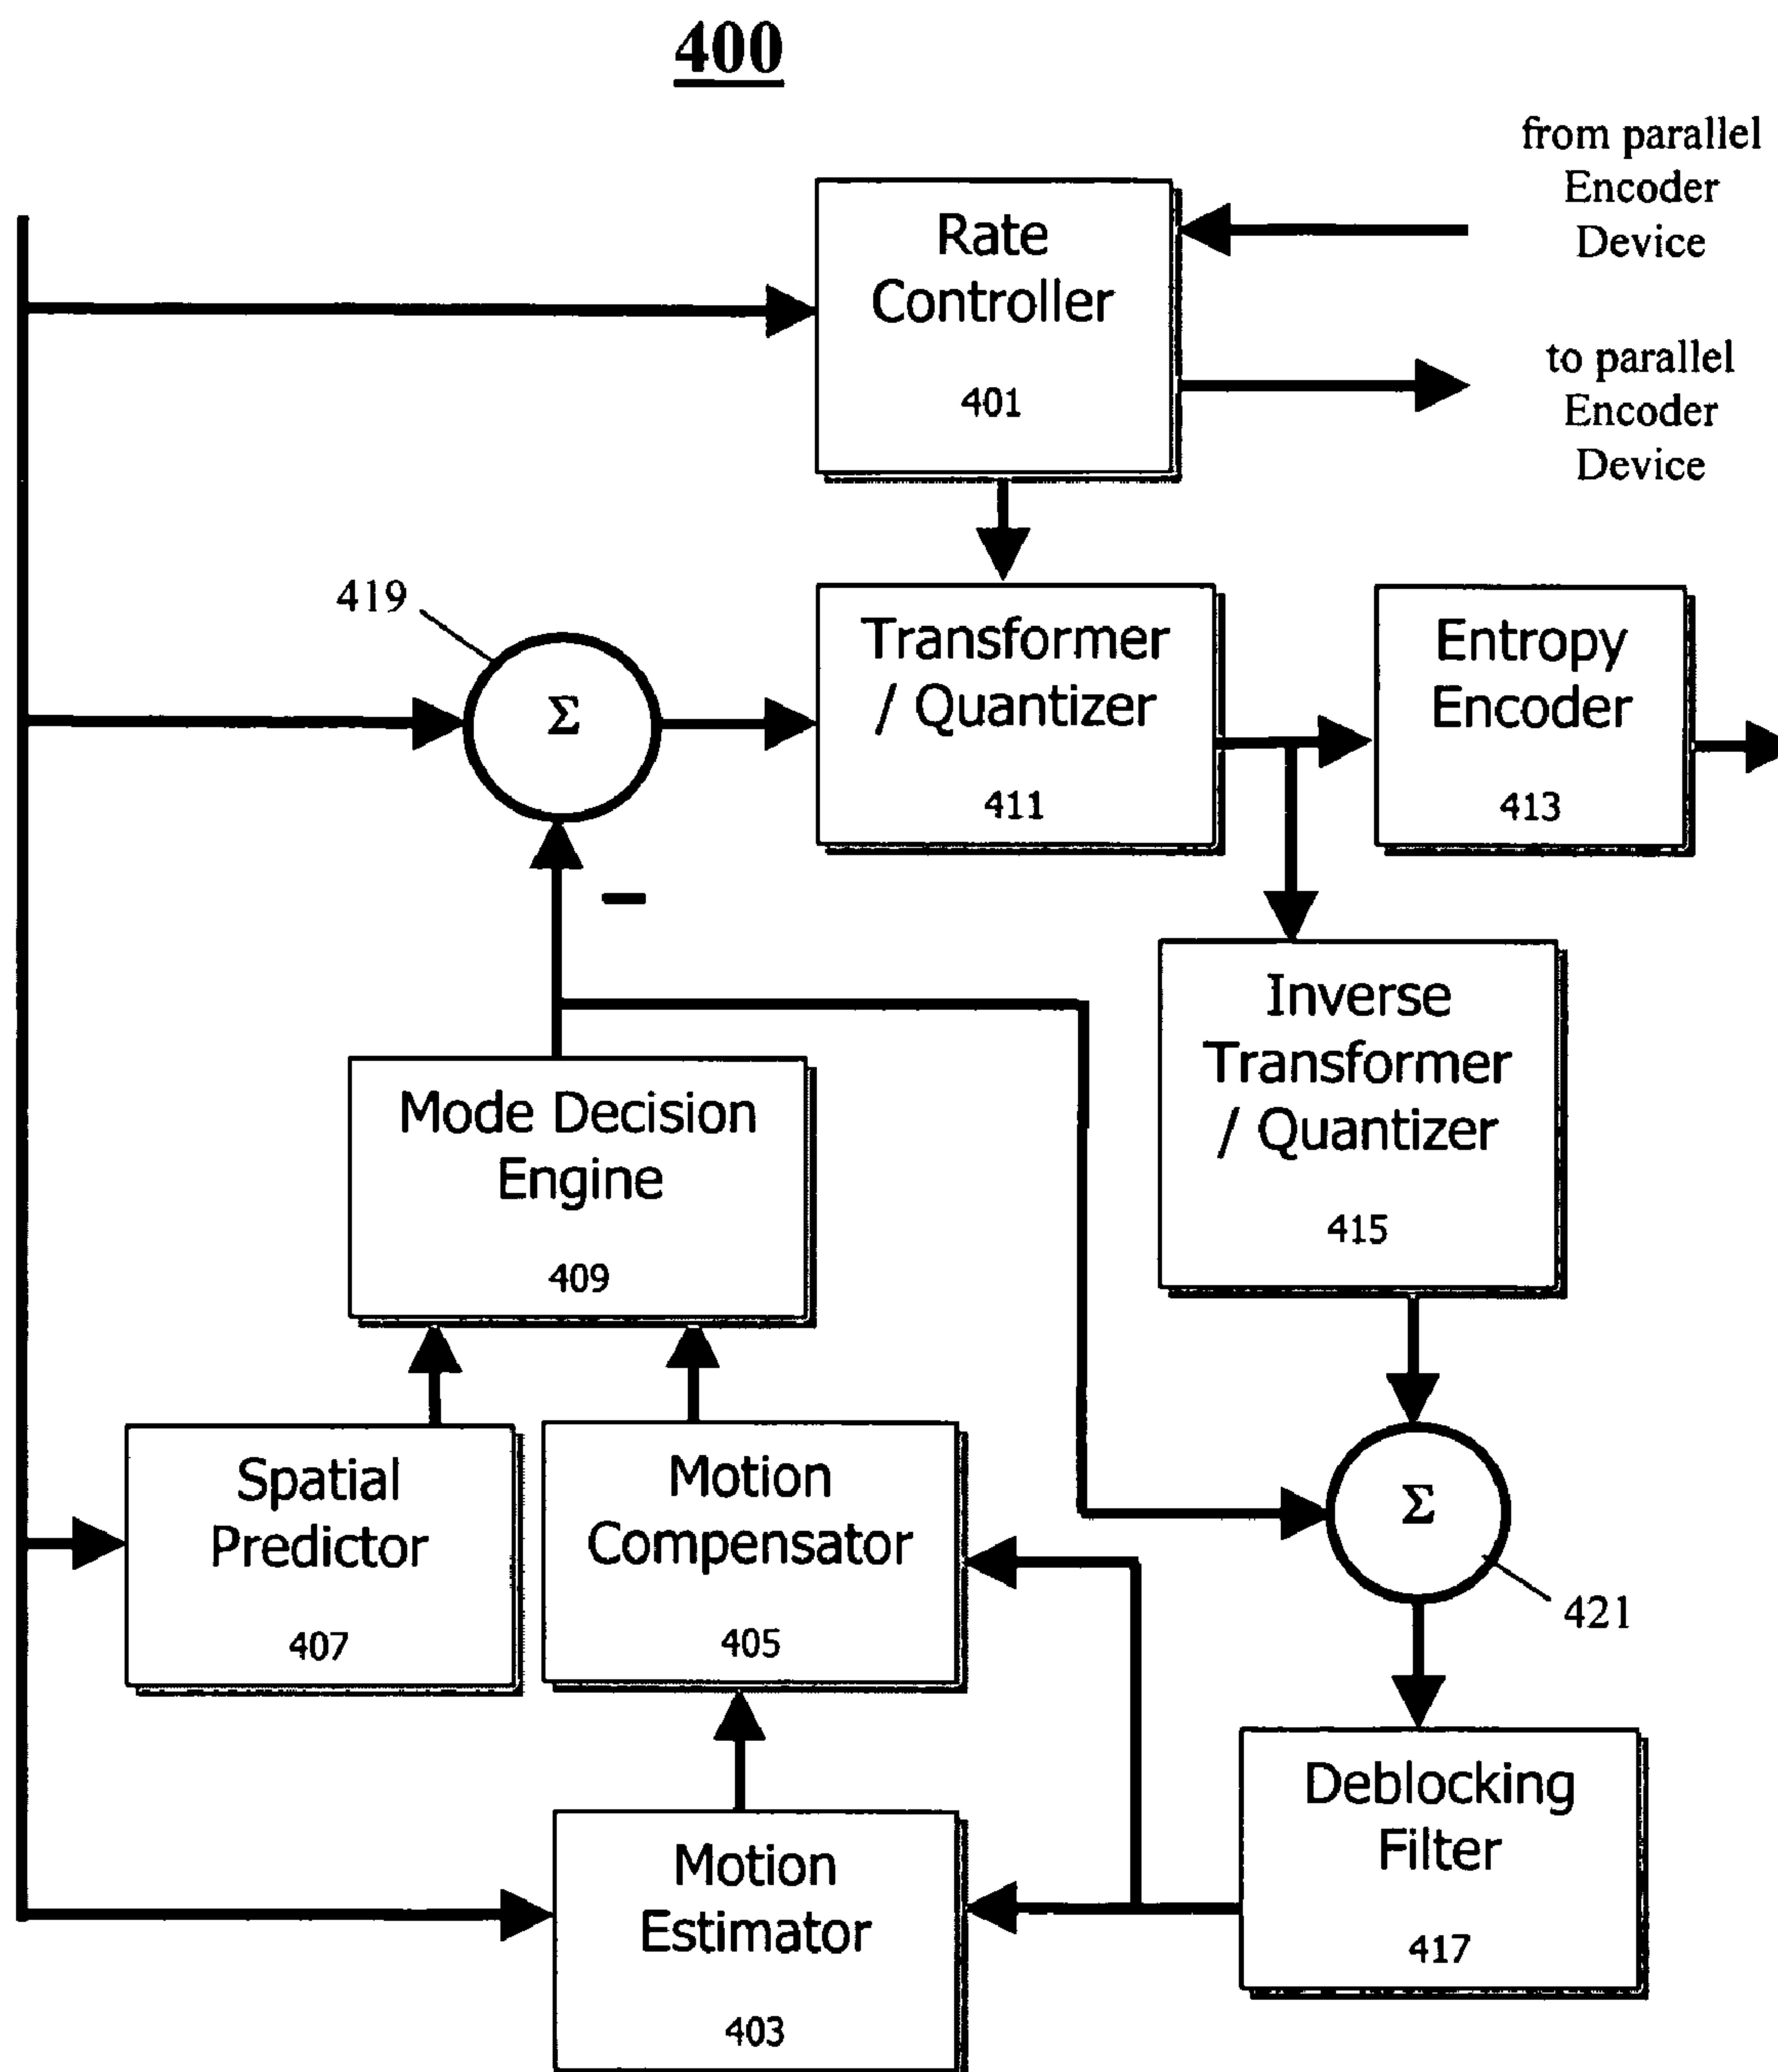 400
from parallel
Encoder
Device
Rate
Controller
401
to parallel
Encoder
Device
419
Σ
Transformer
/ Quantizer
411
Entropy
Encoder
413
–
Inverse
Transformer
/ Quantizer
415
Mode Decision
Engine
409
Spatial
Predictor
407
Motion
Compensator
405
Σ
421
Deblocking
Filter
417
Motion
Estimator
403